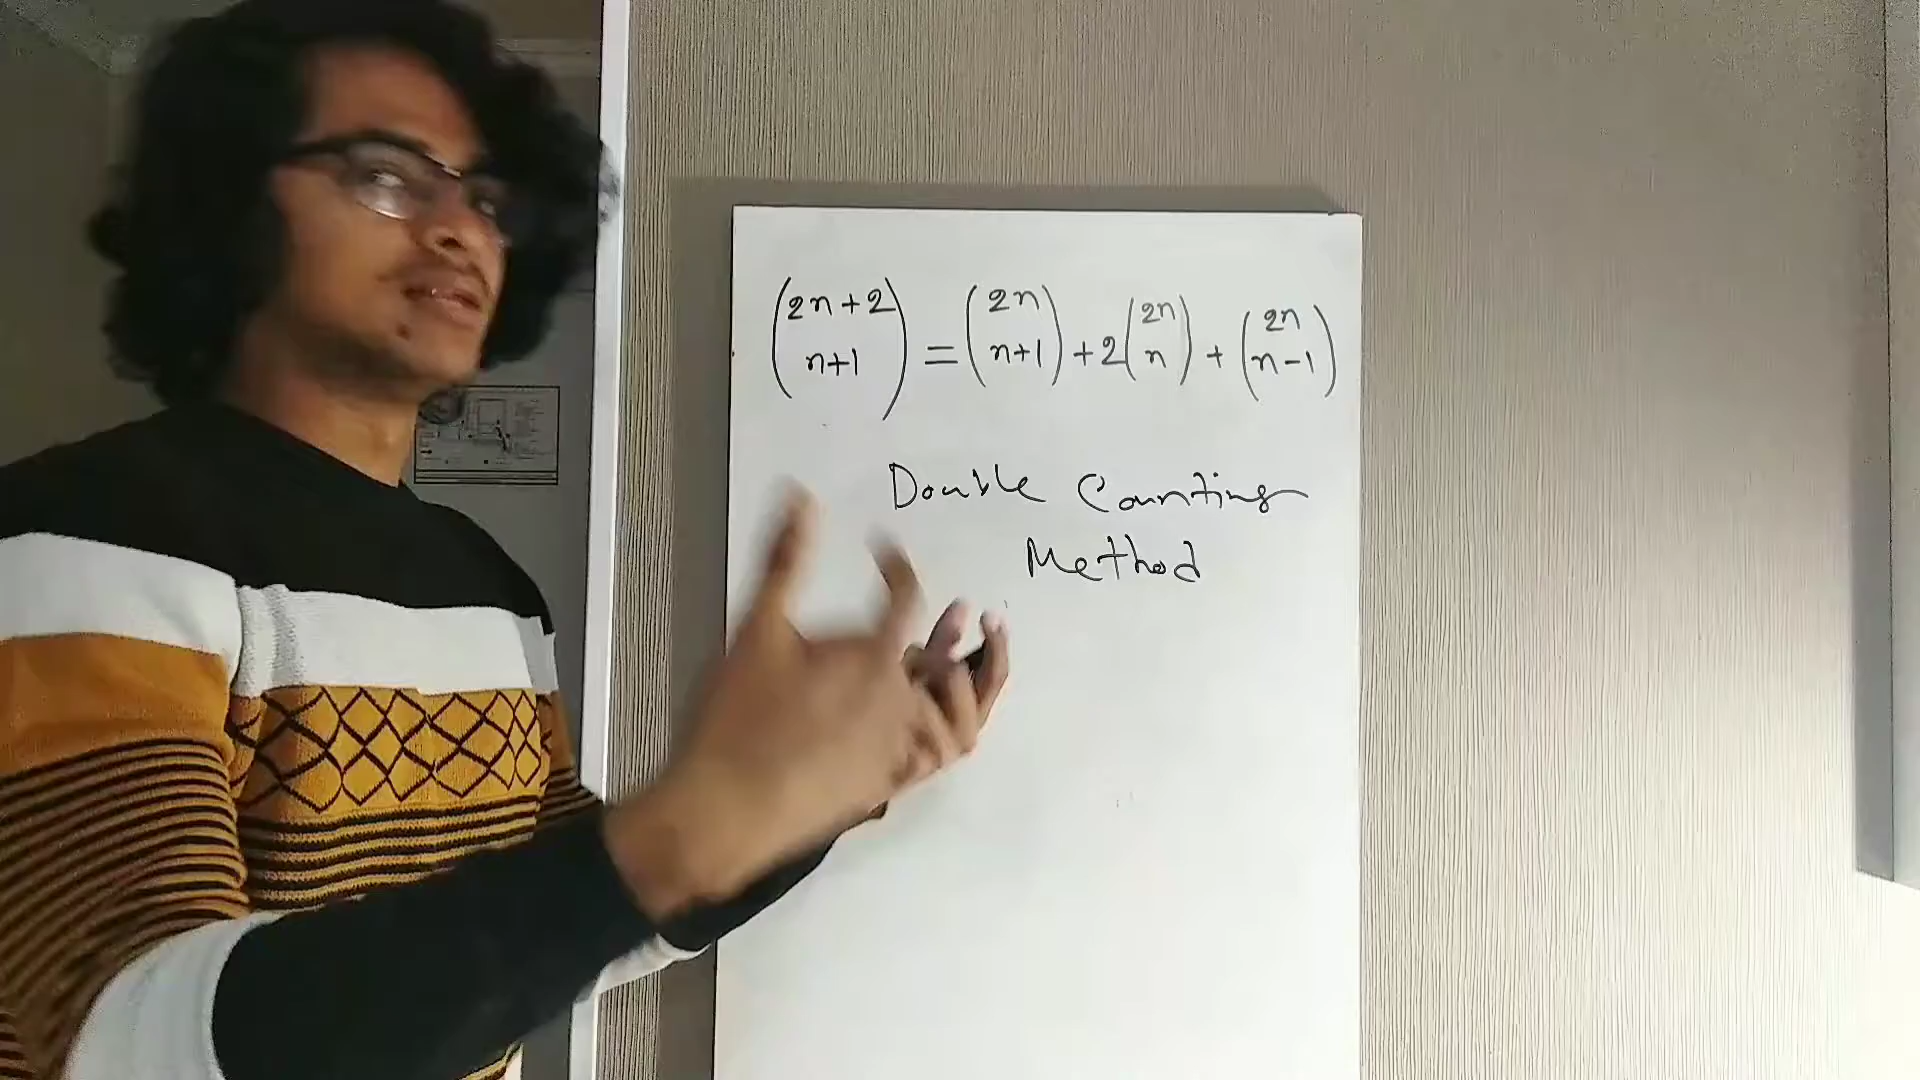 (2n+2 n+1) = (2n n+1) + 2(2n n) + (2n n-1)
Double Counting
Method